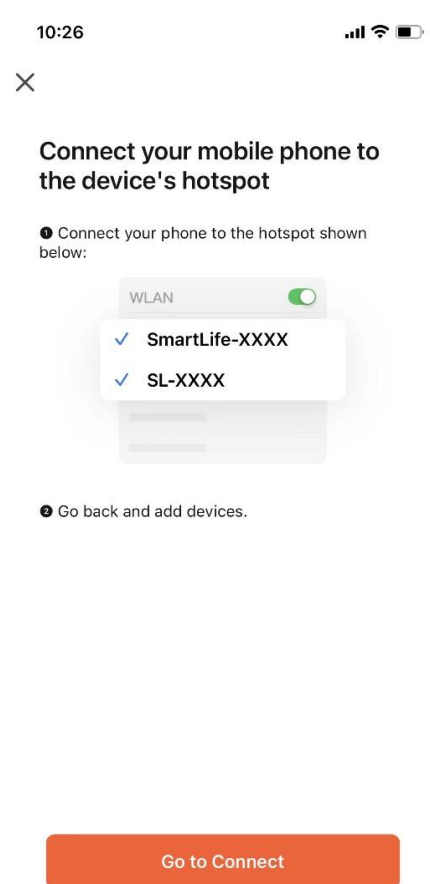 10:26
Connect your mobile phone to
the device's hotspot
❶ Connect your phone to the hotspot shown
below:
WLAN
SmartLife-XXXX
SL-XXXX
❷ Go back and add devices.
Go to Connect